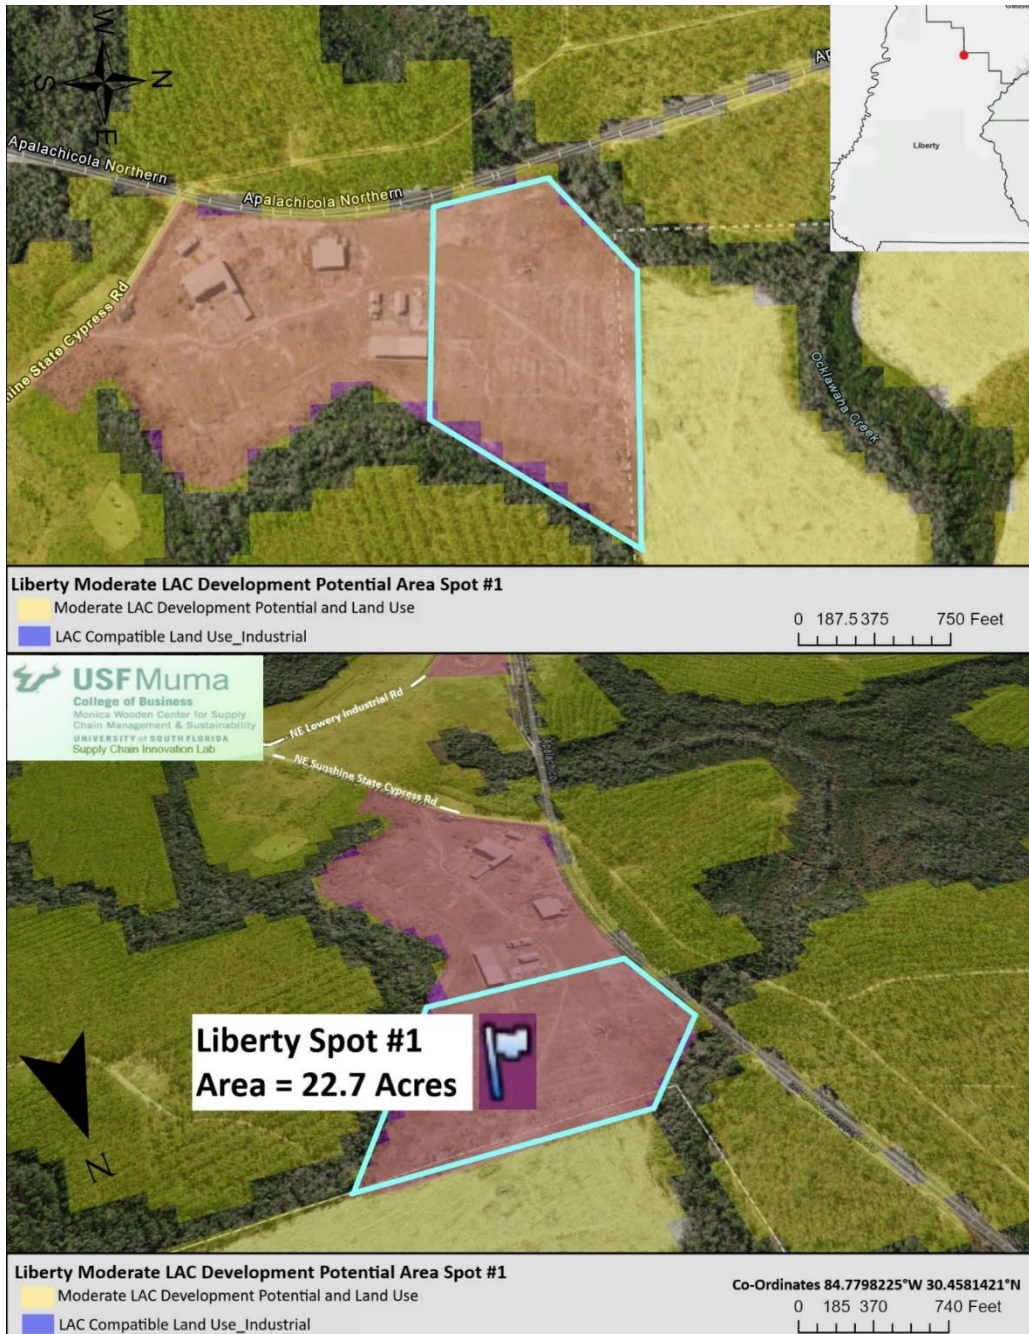 W
N
S
E
Apalachicola Northern
Apalachicola Northern
AP
Gadsd
Liberty
hine State Cypress Rd
Ocklawaha Creek
Liberty Moderate LAC Development Potential Area Spot #1
Moderate LAC Development Potential and Land Use
LAC Compatible Land Use_Industrial
0 187.5 375 750 Feet
USF Muma
College of Business
Monica Wooden Center for Supply
Chain Management & Sustainability
UNIVERSITY of SOUTH FLORIDA
Supply Chain Innovation Lab
NE Lowery Industrial Rd
NE Sunshine State Cypress Rd
Liberty Spot #1
Area = 22.7 Acres
N
Liberty Moderate LAC Development Potential Area Spot #1
Moderate LAC Development Potential and Land Use
LAC Compatible Land Use_Industrial
Co-Ordinates 84.7798225°W 30.4581421°N
0 185 370 740 Feet